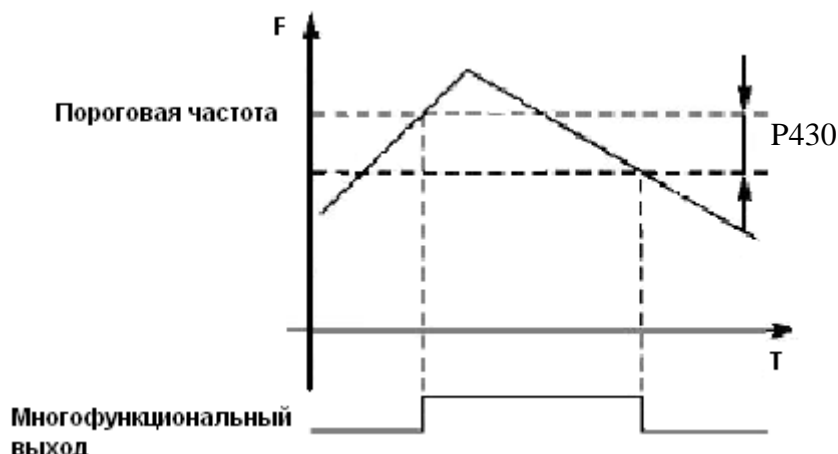 F
Пороговая частота
P430
T
Многофункциональный
выход